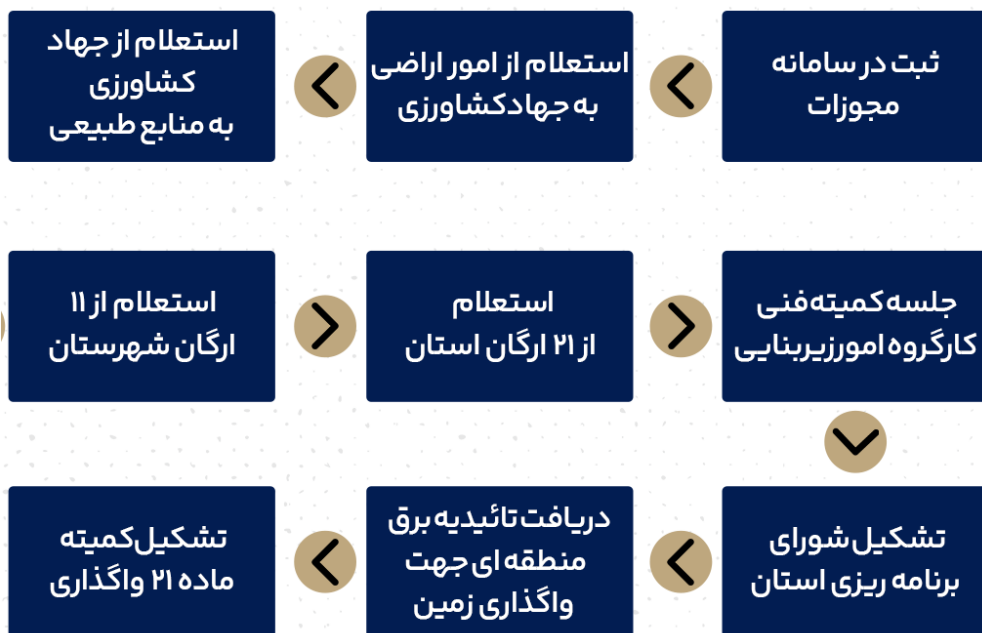 ثبت در سامانه
مجوزات
استعلام از امور اراضی
به جهادکشاورزی
استعلام از جهاد
کشاورزی
به منابع طبیعی
استعلام از ۱۱
ارگان شهرستان
استعلام
از ۲۱ ارگان استان
جلسه کمیته فنی
کارگروه امورزیربنایی
تشکیل شورای
برنامه ریزی استان
دریافت تائیدیه برق
منطقه ای جهت
واگذاری زمین
تشکیل کمیته
ماده ۲۱ واگذاری